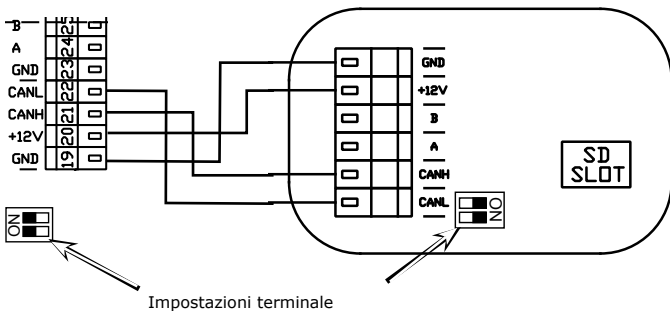 B 25
A 24
GND 23
CANL 22
CANH 21
+12V 20
GND 19
GND
+12V
B
A
CANH
CANL
SD
SLOT
ON
ON
Impostazioni terminale